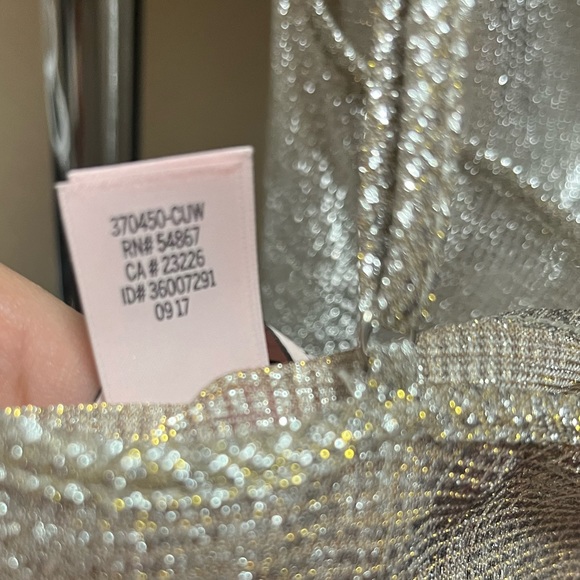 370450-CUW
RN# 54867
CA # 23226
ID# 36007291
09 17